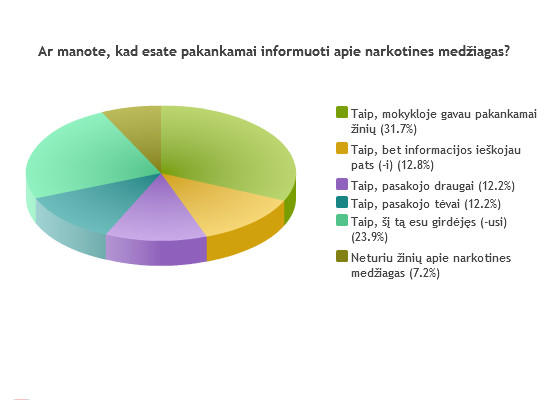 Ar manote, kad esate pakankamai informuoti apie narkotines medžiagas?
Taip, mokykloje gavau pakankamai
žinių (31.7%)
Taip, bet informacijos ieškojau
pats (-i) (12.8%)
Taip, pasakojo draugai (12.2%)
Taip, pasakojo tėvai (12.2%)
Taip, šį tą esu girdėjęs (-usi)
(23.9%)
Neturiu žinių apie narkotines
medžiagas (7.2%)